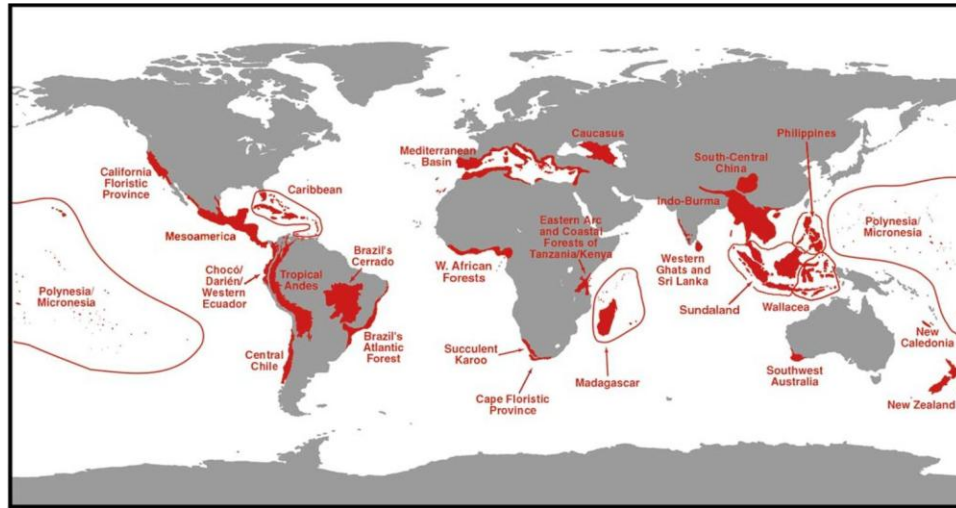 California
Floristic
Province
Caribbean
Mesoamerica
Polynesia/
Micronesia
Chocó/
Darién/
Western
Ecuador
Tropical
Andes
Brazil's
Cerrado
Central
Chile
Brazil's
Atlantic
Forest
Mediterranean
Basin
Caucasus
W. African
Forests
Eastern Arc
and Coastal
Forests of
Tanzania/Kenya
Succulent
Karoo
Cape Floristic
Province
Madagascar
Philippines
South-Central
China
Indo-Burma
Western
Ghats and
Sri Lanka
Sundaland
Wallacea
Polynesia/
Micronesia
Southwest
Australia
New
Caledonia
New Zealand